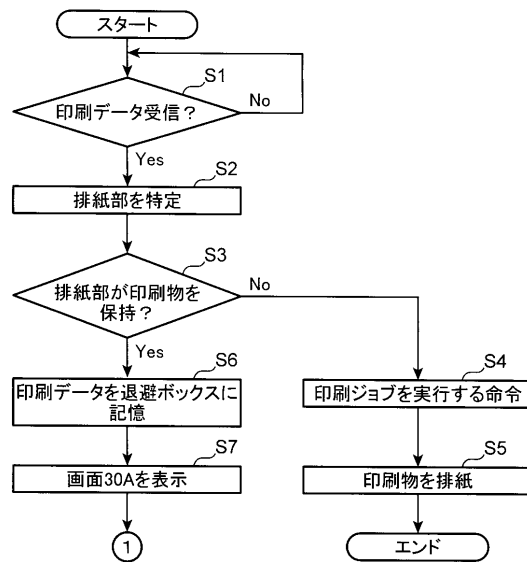 スタート
S1
印刷データ受信？
No
Yes
S2
排紙部を特定
S3
排紙部が印刷物を
保持？
No
Yes
S6
印刷データを退避ボックスに
記憶
S4
印刷ジョブを実行する命令
S7
画面30Aを表示
S5
印刷物を排紙
1
エンド